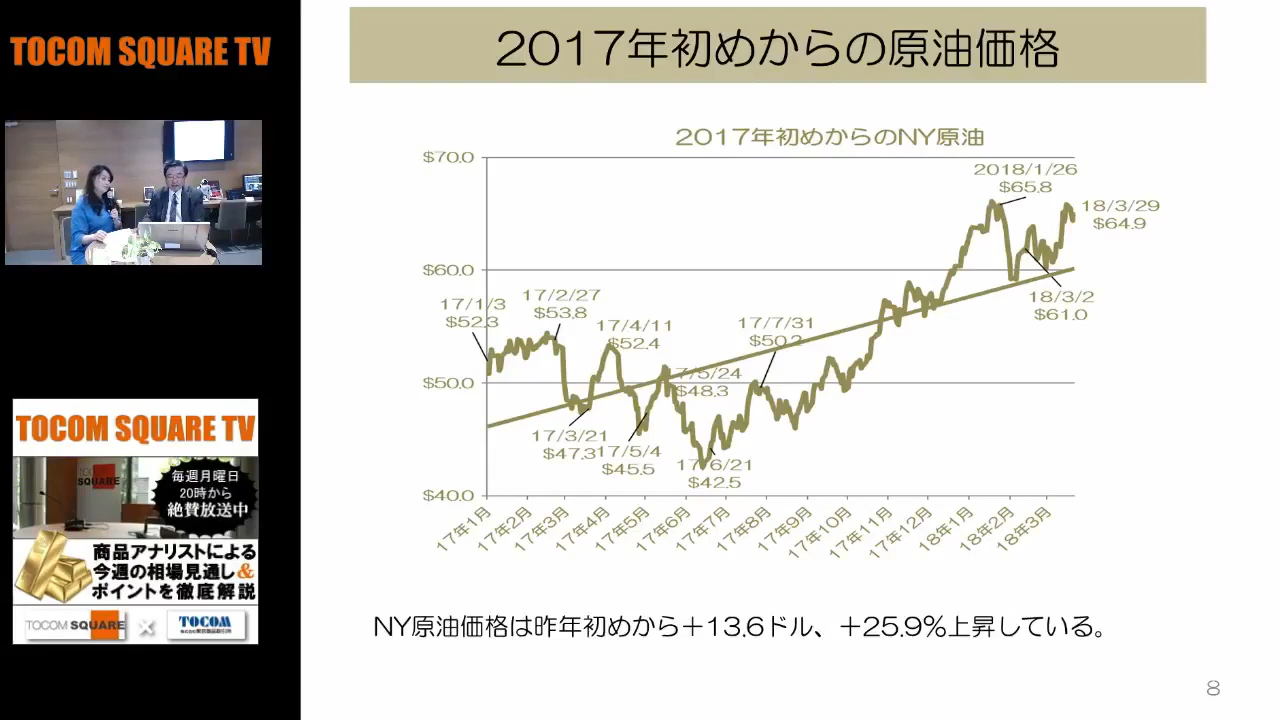 TOCOM SQUARE TV
2017年初めからの原油価格
2017年初めからのNY原油
$70.0
$60.0
$50.0
$40.0
17/1/3
$52.3
17/2/27
$53.8
17/3/21
$47.3
17/4/11
$52.4
17/5/4
$45.5
17/5/24
$48.3
17/6/21
$42.5
17/7/31
$50.2
2018/1/26
$65.8
18/3/2
$61.0
18/3/29
$64.9
17年1月
17年2月
17年3月
17年4月
17年5月
17年6月
17年7月
17年8月
17年9月
17年10月
17年11月
17年12月
18年1月
18年2月
18年3月
NY原油価格は昨年初めから＋13.6ドル、＋25.9%上昇している。
8
TOCOM SQUARE TV
SQUARE
毎週月曜日
20時から
絶賛放送中
商品アナリストによる
今週の相場見通し&
ポイントを徹底解説
TOCOM SQUARE × TOCOM